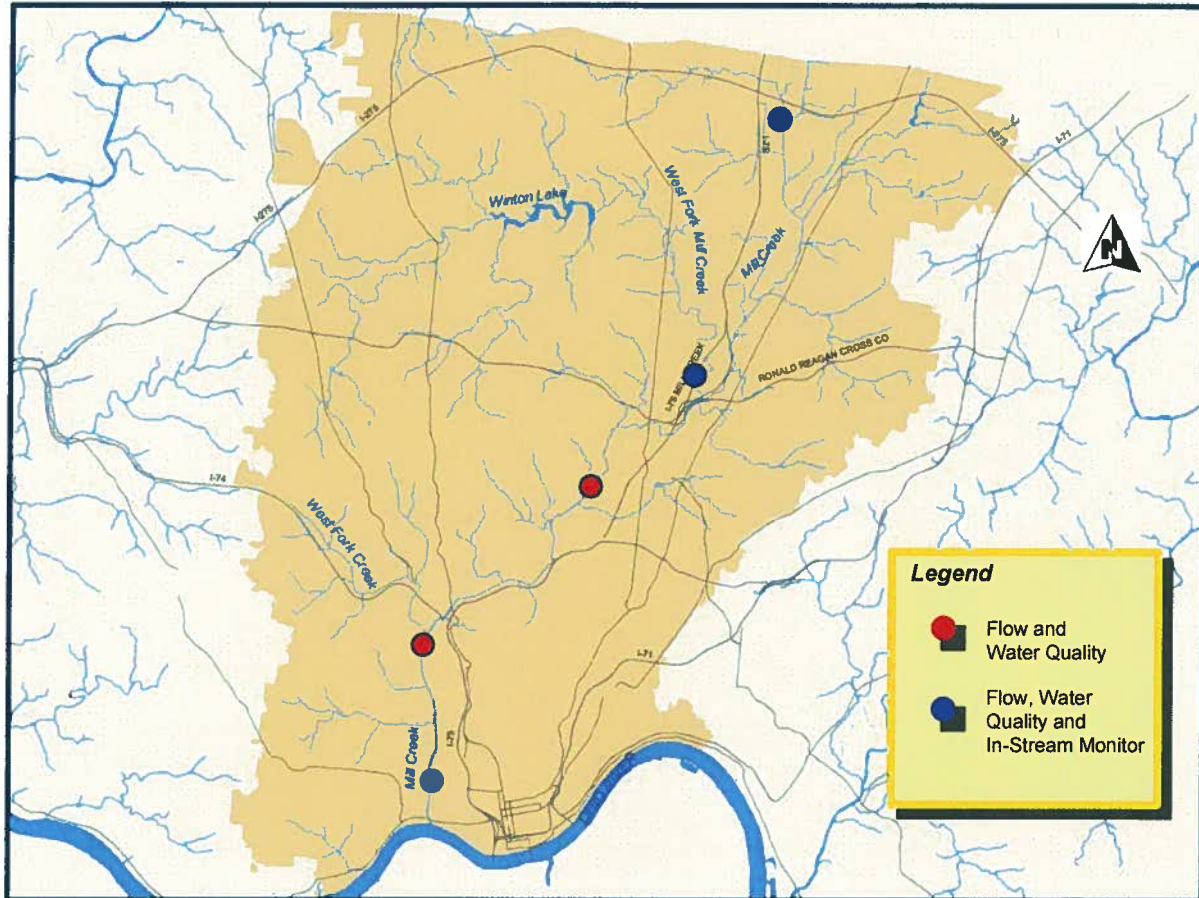 I-275
I-275
I-75
I-275
I-71
Winton Lake
West Fork Mill Creek
Mill Creek
N
RONALD REAGAN CROSS CO
I-74
West Fork Creek
Legend
Flow and
Water Quality
Flow, Water
Quality and
In-Stream Monitor
I-71
I-75
Mill Creek